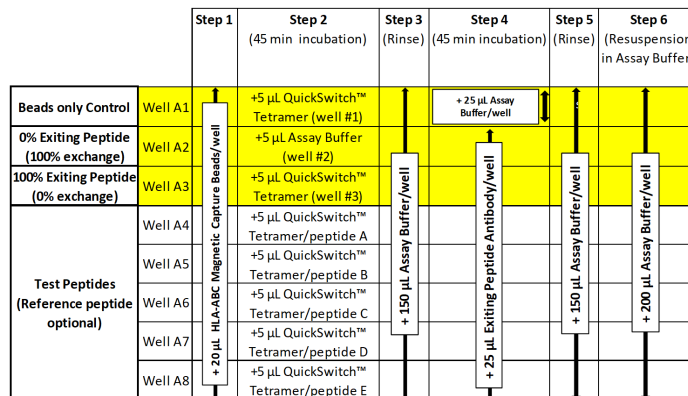 Step 1
Step 2
(45 min incubation)
Step 3
(Rinse)
Step 4
(45 min incubation)
Step 5
(Rinse)
Step 6
(Resuspension
in Assay Buffer
Beads only Control
Well A1
+5 µL QuickSwitch™
Tetramer (well #1)
+ 25 µL Assay
Buffer/well
0% Exiting Peptide
(100% exchange)
Well A2
+5 µL Assay Buffer
(well #2)
100% Exiting Peptide
(0% exchange)
Well A3
+5 µL QuickSwitch™
Tetramer (well #3)
Test Peptides
(Reference peptide
optional)
Well A4
+5 µL QuickSwitch™
Tetramer/peptide A
Well A5
+5 µL QuickSwitch™
Tetramer/peptide B
Well A6
+5 µL QuickSwitch™
Tetramer/peptide C
Well A7
+5 µL QuickSwitch™
Tetramer/peptide D
Well A8
+5 µL QuickSwitch™
Tetramer/peptide E
+ 20 µL HLA-ABC Magnetic Capture Beads/well
+ 150 µL Assay Buffer/well
+ 25 µL Exiting Peptide Antibody/well
+ 150 µL Assay Buffer/well
+ 200 µL Assay Buffer/well